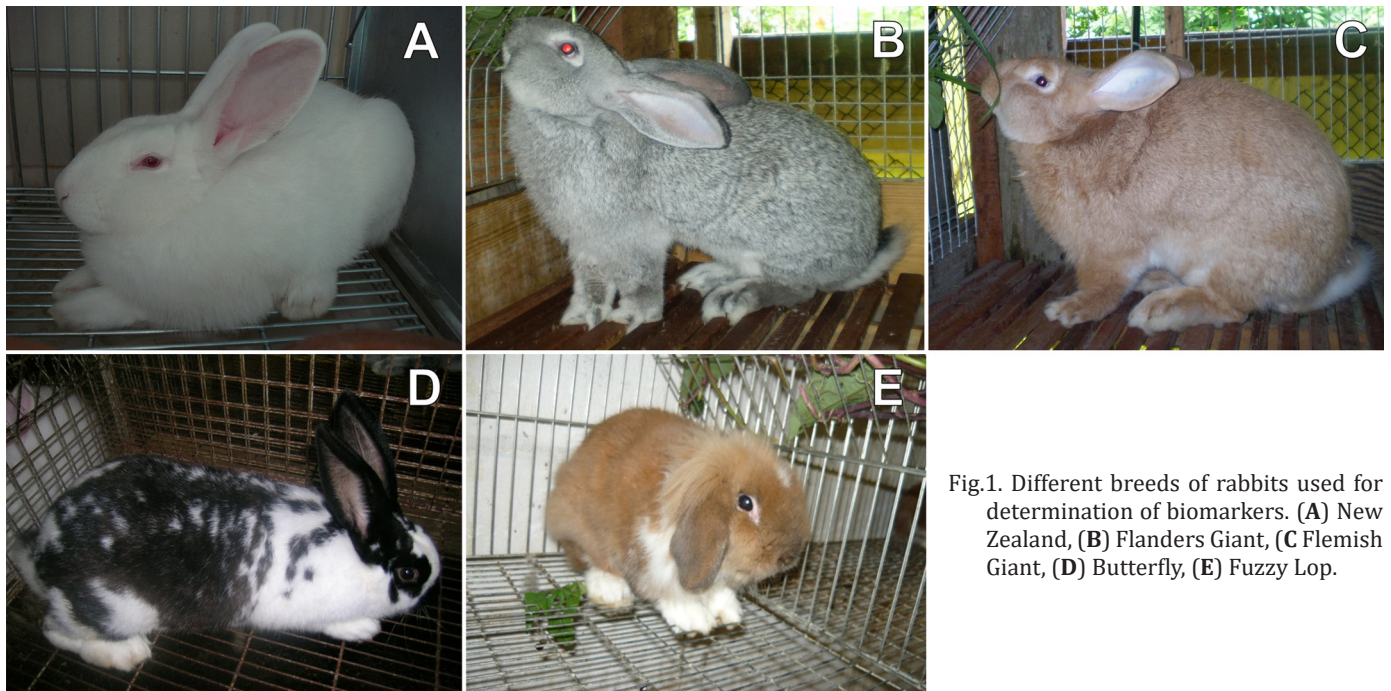 A
B
C
D
E
Fig.1. Different breeds of rabbits used for
determination of biomarkers. (A) New
Zealand, (B) Flanders Giant, (C Flemish
Giant, (D) Butterfly, (E) Fuzzy Lop.